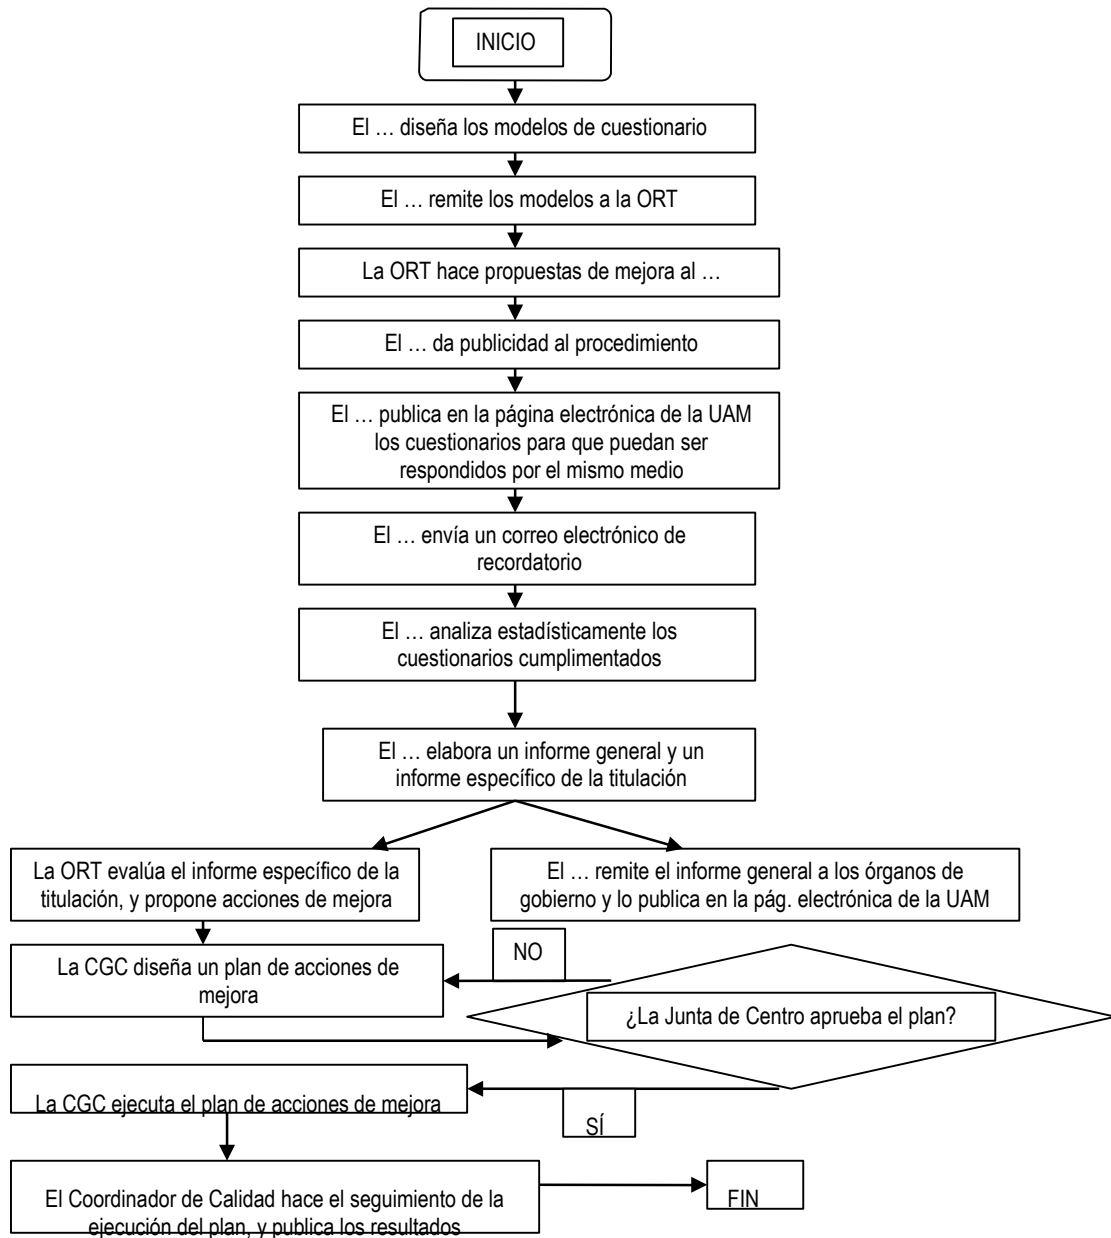 INICIO
El … diseña los modelos de cuestionario
El … remite los modelos a la ORT
La ORT hace propuestas de mejora al …
El … da publicidad al procedimiento
El … publica en la página electrónica de la UAM
los cuestionarios para que puedan ser
respondidos por el mismo medio
El … envía un correo electrónico de
recordatorio
El … analiza estadísticamente los
cuestionarios cumplimentados
El … elabora un informe general y un
informe específico de la titulación
La ORT evalúa el informe específico de la
titulación, y propone acciones de mejora
El … remite el informe general a los órganos de
gobierno y lo publica en la pág. electrónica de la UAM
La CGC diseña un plan de acciones de
mejora
NO
¿La Junta de Centro aprueba el plan?
La CGC ejecuta el plan de acciones de mejora
SÍ
El Coordinador de Calidad hace el seguimiento de la
ejecución del plan, y publica los resultados
FIN